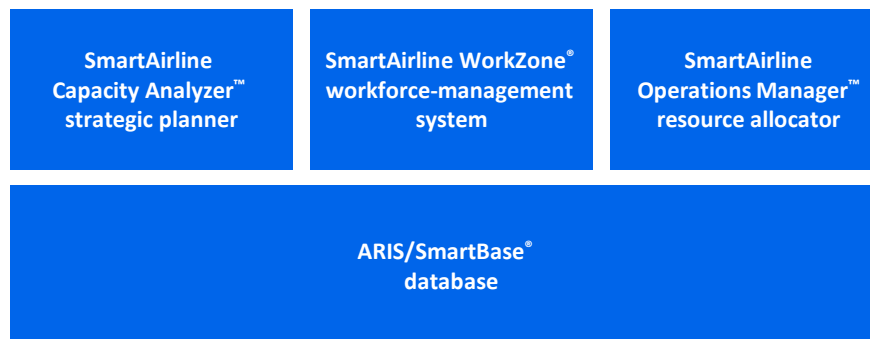 SmartAirline
Capacity Analyzer™
strategic planner
SmartAirline WorkZone®
workforce-management
system
SmartAirline
Operations Manager™
resource allocator
ARIS/SmartBase®
database